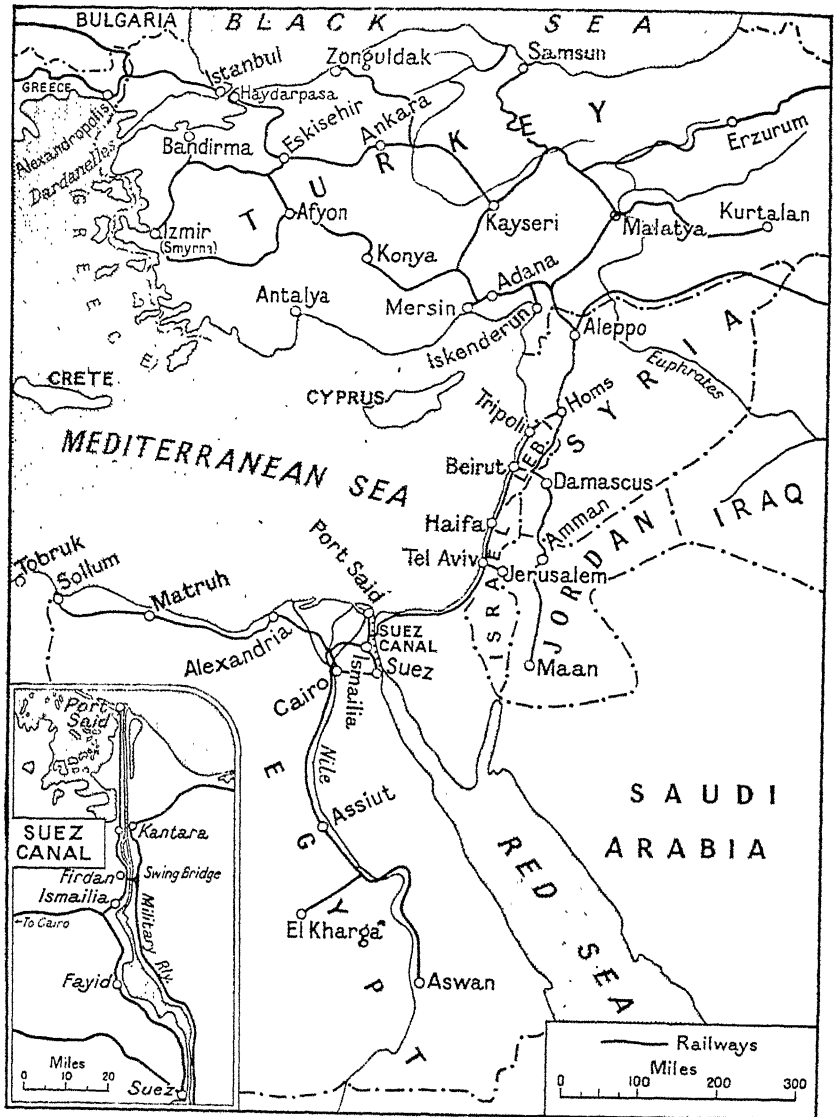 BULGARIA
BLACK SEA
GREECE
Alexandropolis
Dardanelles
Istanbul
Haydarpasa
Zonguldak
Samsun
Bandirma
Eskisehir
Ankara
Erzurum
TURKEY
Izmir
(Smyrna)
Afyon
Kayseri
Malatya
Kurtalan
Konya
GREECE
Antalya
Mersin
Adana
Iskenderun
Aleppo
Euphrates
SYRIA
CRETE
CYPRUS
Tripoli
Homs
LEB.
MEDITERRANEAN SEA
Beirut
Damascus
IRAQ
Haifa
Amman
Tel Aviv
Jerusalem
ISRAEL
JORDAN
Maan
Tobruk
Sollum
Matruh
Port Said
Alexandria
SUEZ
CANAL
Ismailia
Suez
Cairo
Nile
EGYPT
Assiut
El Kharga
Aswan
RED SEA
SAUDI
ARABIA
Port
Said
SUEZ
CANAL
Kantara
Firdan
Swing Bridge
Ismailia
←To Cairo
Military Rly.
Fayid
Miles
0 10 20
Suez
Railways
Miles
0 100 200 300